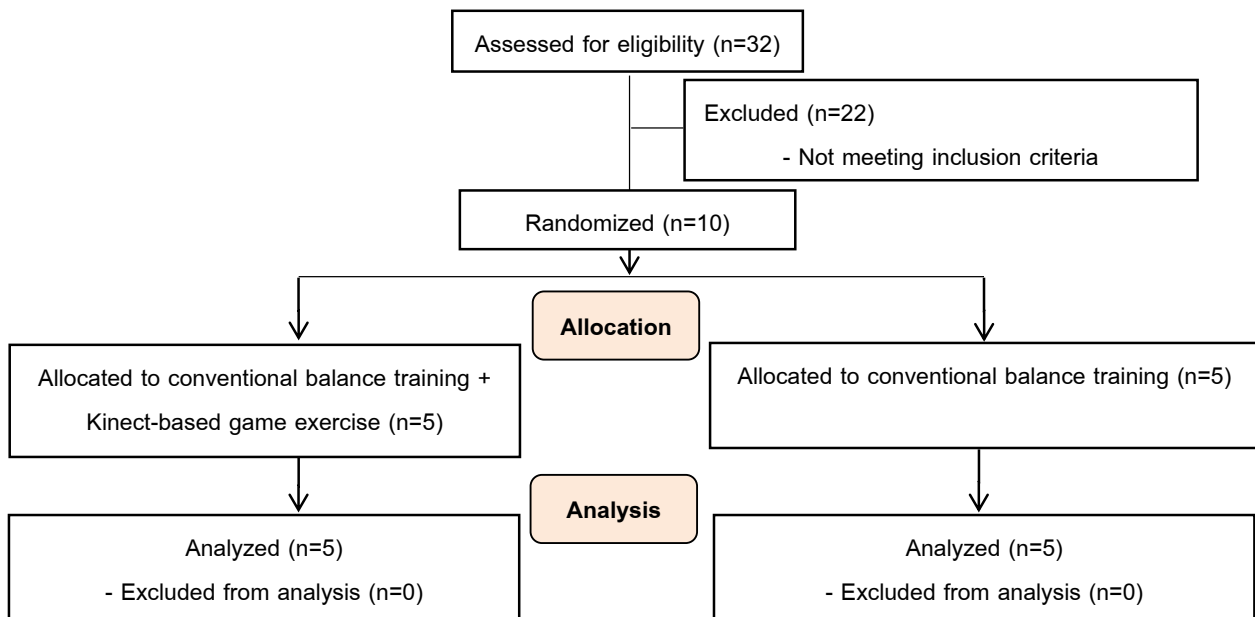 Assessed for eligibility (n=32)
Excluded (n=22)
- Not meeting inclusion criteria
Randomized (n=10)
Allocation
Allocated to conventional balance training +
Kinect-based game exercise (n=5)
Allocated to conventional balance training (n=5)
Analysis
Analyzed (n=5)
- Excluded from analysis (n=0)
Analyzed (n=5)
- Excluded from analysis (n=0)